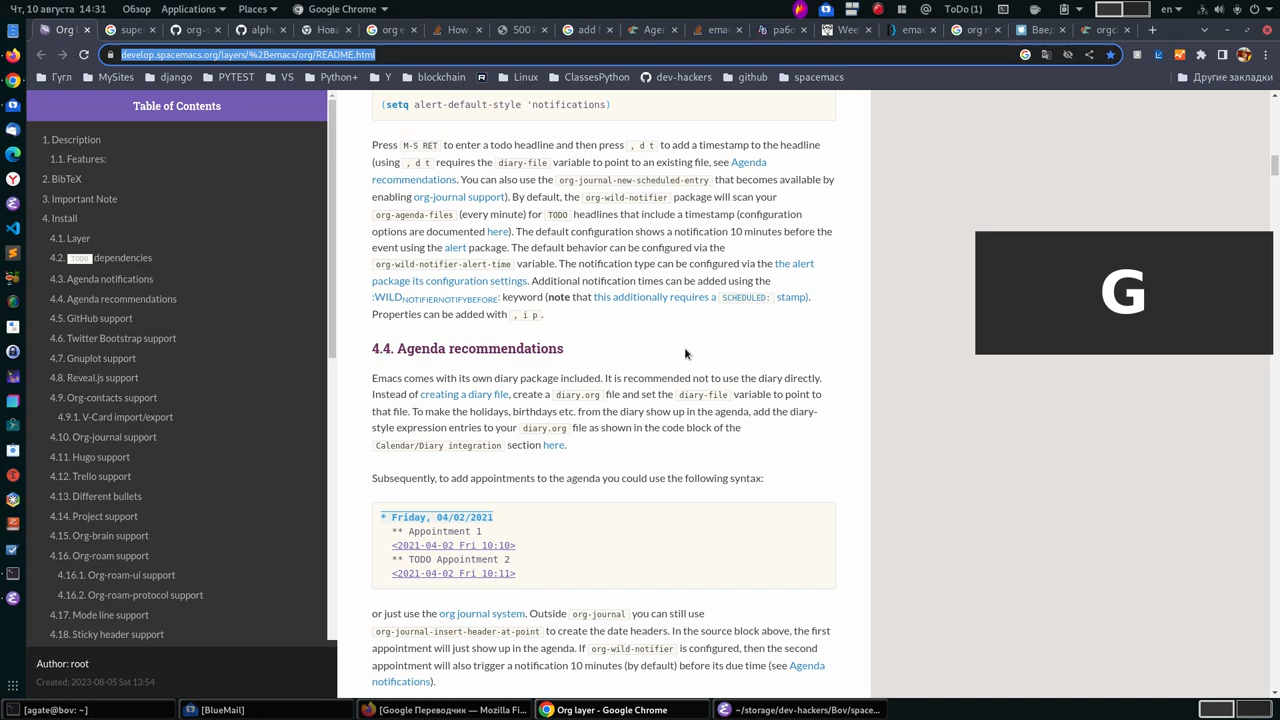 Чт, 10 августа  14:31
Обзор
Applications
Places
Google Chrome
ToDo(1)
en
Org l
super
org-s
github
Нова
org e
How
500 l
add f
Agen
emac
рабо
Wee
emac
org n
Введ
orgca
develop.spacemacs.org/layers/%2Bemacs/org/README.html
Гугл
MySites
django
PYTEST
VS
Python+
Y
blockchain
Linux
ClassesPython
dev-hackers
github
spacemacs
Другие закладки
Table of Contents
1. Description
1.1. Features:
2. BibTeX
3. Important Note
4. Install
4.1. Layer
4.2. TODO dependencies
4.3. Agenda notifications
4.4. Agenda recommendations
4.5. GitHub support
4.6. Twitter Bootstrap support
4.7. Gnuplot support
4.8. Reveal.js support
4.9. Org-contacts support
4.9.1. V-Card import/export
4.10. Org-journal support
4.11. Hugo support
4.12. Trello support
4.13. Different bullets
4.14. Project support
4.15. Org-brain support
4.16. Org-roam support
4.16.1. Org-roam-ui support
4.16.2. Org-roam-protocol support
4.17. Mode line support
4.18. Sticky header support
Author: root
Created: 2023-08-05 Sat 13:54
(setq alert-default-style 'notifications)
Press M-S RET to enter a todo headline and then press , d t to add a timestamp to the headline
(using , d t requires the diary-file variable to point to an existing file, see Agenda
recommendations. You can also use the org-journal-new-scheduled-entry that becomes available by
enabling org-journal support). By default, the org-wild-notifier package will scan your
org-agenda-files (every minute) for TODO headlines that include a timestamp (configuration
options are documented here). The default configuration shows a notification 10 minutes before the
event using the alert package. The default behavior can be configured via the
org-wild-notifier-alert-time variable. The notification type can be configured via the the alert
package its configuration settings. Additional notification times can be added using the
:WILDNOTIFIERNOTIFYBEFORE: keyword (note that this additionally requires a SCHEDULED: stamp).
Properties can be added with , i p.
4.4. Agenda recommendations
Emacs comes with its own diary package included. It is recommended not to use the diary directly.
Instead of creating a diary file, create a diary.org file and set the diary-file variable to point to
that file. To make the holidays, birthdays etc. from the diary show up in the agenda, add the diary-
style expression entries to your diary.org file as shown in the code block of the
Calendar/Diary integration section here.
Subsequently, to add appointments to the agenda you could use the following syntax:
* Friday, 04/02/2021
** Appointment 1
<2021-04-02 Fri 10:10>
** TODO Appointment 2
<2021-04-02 Fri 10:11>
or just use the org journal system. Outside org-journal you can still use
org-journal-insert-header-at-point to create the date headers. In the source block above, the first
appointment will just show up in the agenda. If org-wild-notifier is configured, then the second
appointment will also trigger a notification 10 minutes (by default) before its due time (see Agenda
notifications).
G
[agate@bov: ~]
[BlueMail]
[Google Переводчик — Mozilla Fi...
Org layer - Google Chrome
~/storage/dev-hackers/Bov/space...